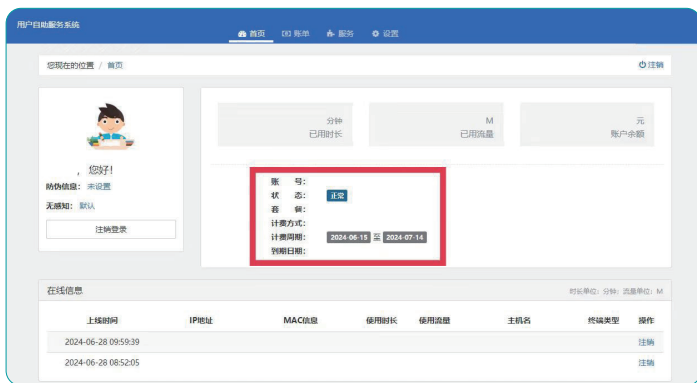 用户自助服务系统
首页 账单 服务 设置
您现在的位置 / 首页 注销
分钟
已用时长
M
已用流量
元
账户余额
，您好！
防伪信息： 未设置
无感知： 默认
注销登录
账 号：
状 态： 正常
套 餐：
计费方式：
计费周期： 2024-06-15 至 2024-07-14
到期日期：
在线信息 时长单位：分钟；流量单位：M
上线时间 IP地址 MAC信息 使用时长 使用流量 主机名 终端类型 操作
2024-06-28 09:59:39 注销
2024-06-28 08:52:05 注销